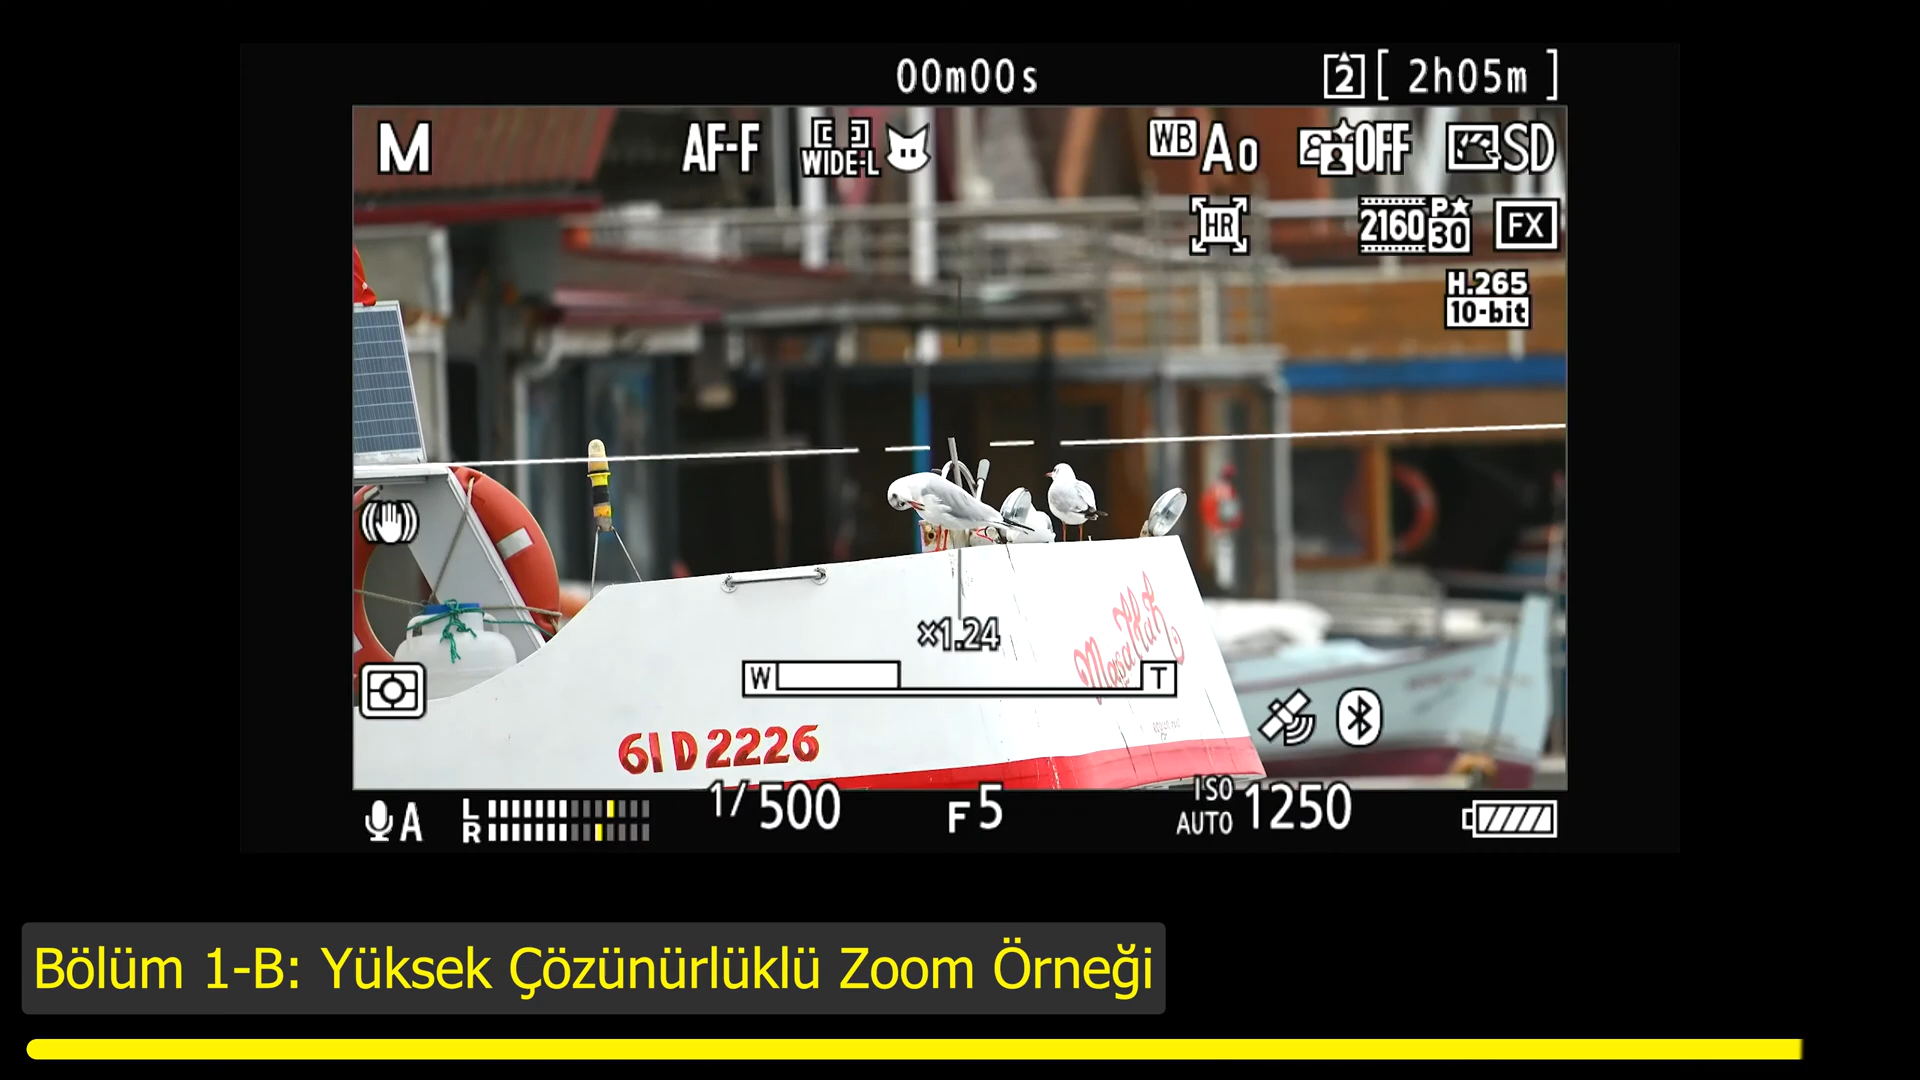 00m00s 2 [ 2h05m ]
M AF-F WIDE-L WB A0 OFF SD
HR 2160 P★ 30 FX
H.265
10-bit
×1.24
W T
Maşallah
61 D 2226
A L R 1/500 F5 ISO AUTO 1250
Bölüm 1-B: Yüksek Çözünürlüklü Zoom Örneği